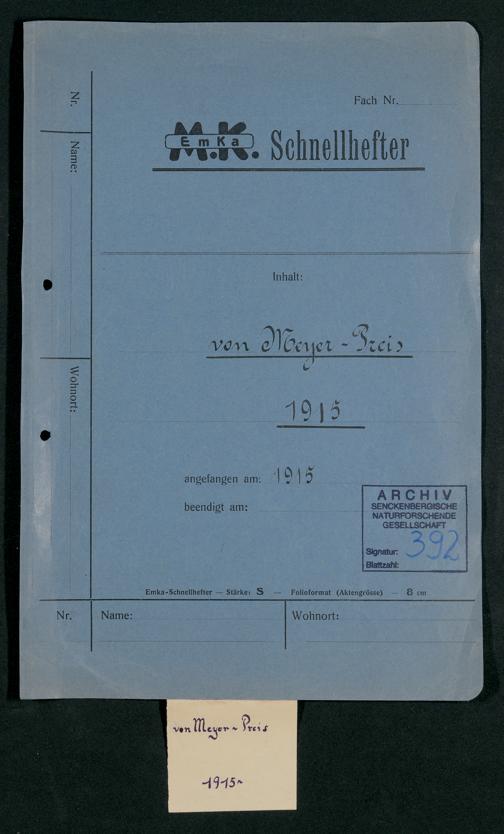 Fach Nr.
M.K.
EmKa
Schnellhefter
Nr.
Name:
Wohnort:
Inhalt:
von Meyer-Preis
1915
angefangen am: 1915
beendigt am:
ARCHIV
SENCKENBERGISCHE
NATURFORSCHENDE
GESELLSCHAFT
Signatur: 392
Blattzahl:
Emka-Schnellhefter — Stärke: S — Folioformat (Aktengrösse) — 8 cm
Nr. Name: Wohnort:
von Meyer-Preis
1915